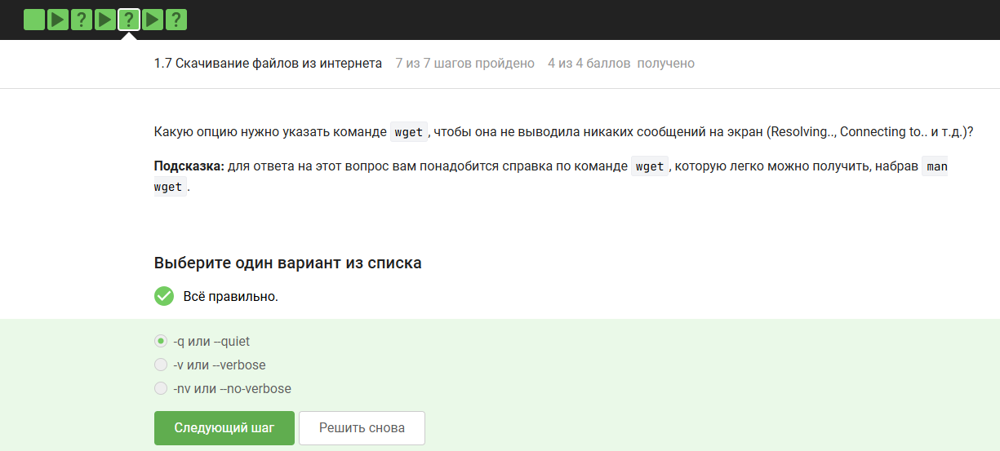 ? ? ?
1.7 Скачивание файлов из интернета 7 из 7 шагов пройдено 4 из 4 баллов получено
Какую опцию нужно указать команде wget, чтобы она не выводила никаких сообщений на экран (Resolving.., Connecting to.. и т.д.)?
Подсказка: для ответа на этот вопрос вам понадобится справка по команде wget, которую легко можно получить, набрав man
wget.
Выберите один вариант из списка
Всё правильно.
-q или --quiet
-v или --verbose
-nv или --no-verbose
Следующий шаг Решить снова